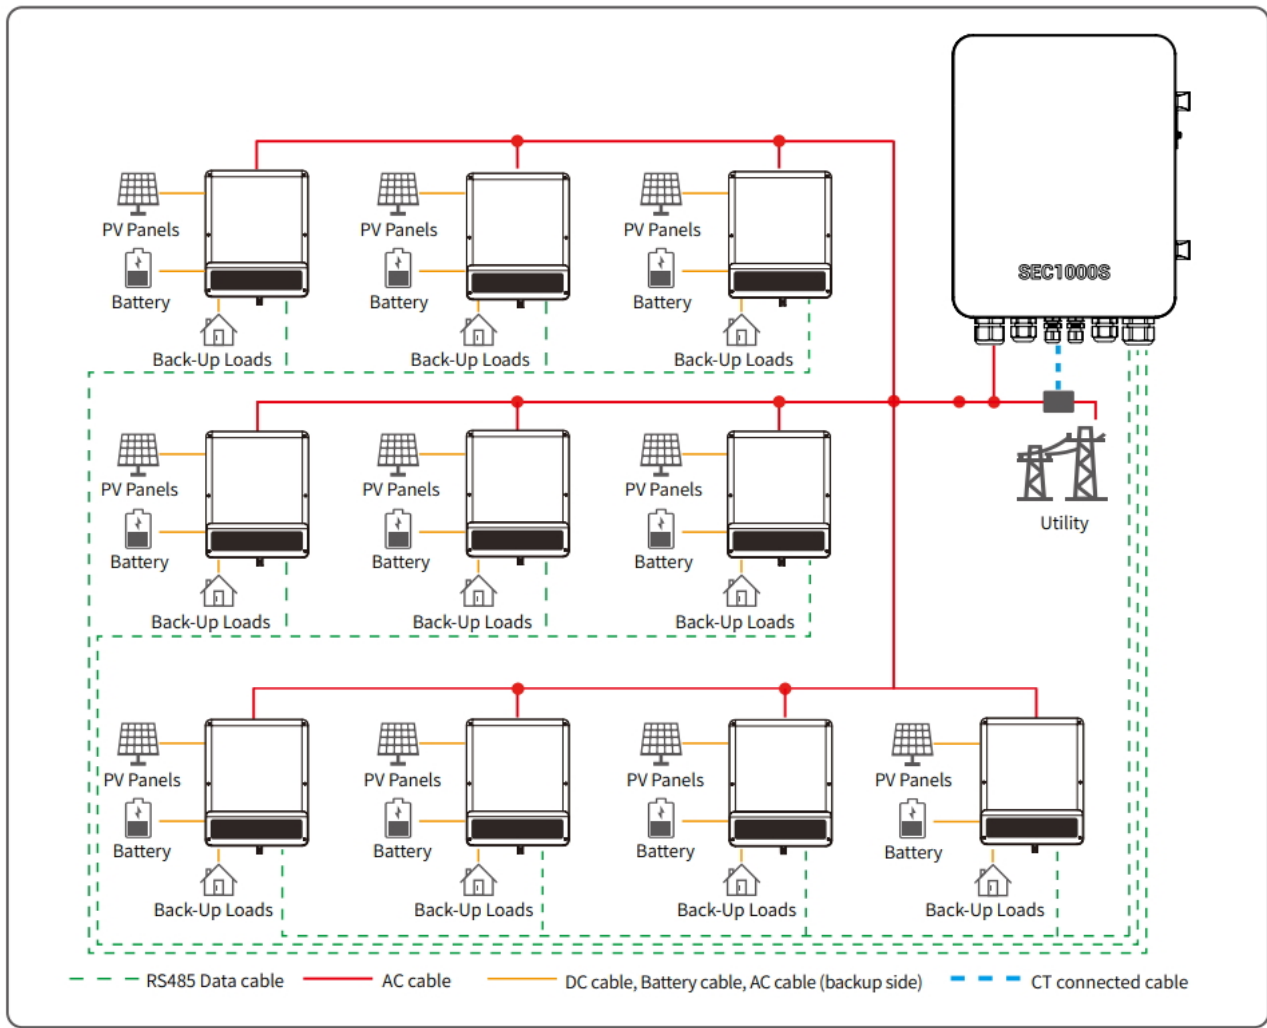 SEC1000S
PV Panels PV Panels PV Panels
Battery Battery Battery
Back-Up Loads Back-Up Loads Back-Up Loads
PV Panels PV Panels PV Panels
Utility
Battery Battery Battery
Back-Up Loads Back-Up Loads Back-Up Loads
PV Panels PV Panels PV Panels PV Panels
Battery Battery Battery Battery
Back-Up Loads Back-Up Loads Back-Up Loads Back-Up Loads
RS485 Data cable AC cable DC cable, Battery cable, AC cable (backup side) CT connected cable